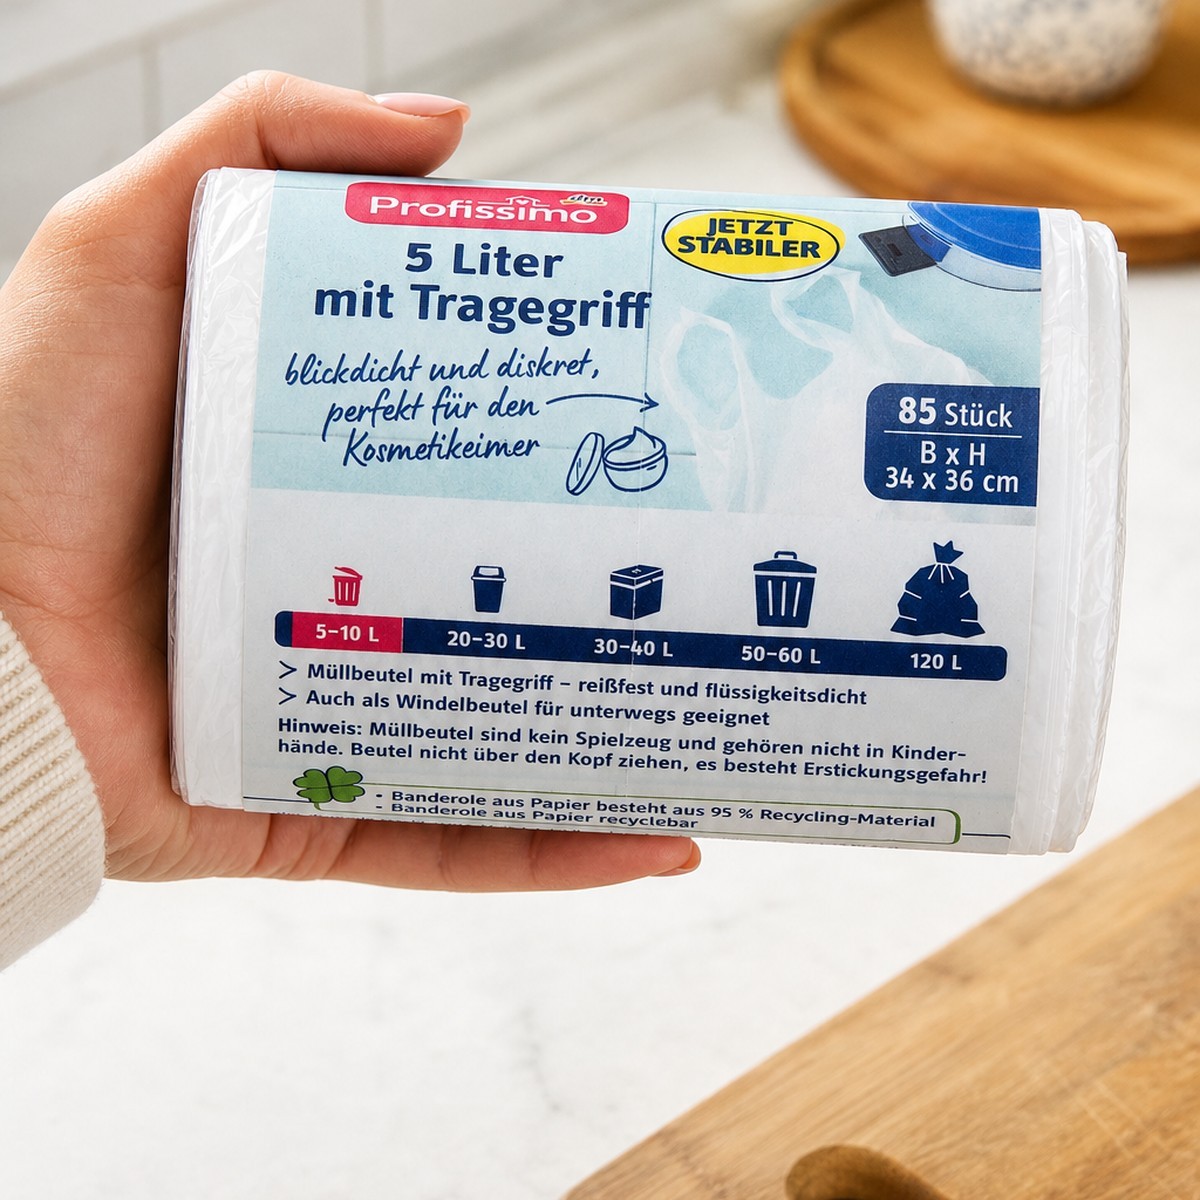 Profissimo
dm
5 Liter
mit Tragegriff
blickdicht und diskret,
perfekt für den
Kosmetikeimer
JETZT
STABILER
85 Stück
B x H
34 x 36 cm
5–10 L
20–30 L
30–40 L
50–60 L
120 L
> Müllbeutel mit Tragegriff – reißfest und flüssigkeitsdicht
> Auch als Windelbeutel für unterwegs geeignet
Hinweis: Müllbeutel sind kein Spielzeug und gehören nicht in Kinder-
hände. Beutel nicht über den Kopf ziehen, es besteht Erstickungsgefahr!
- Banderole aus Papier besteht aus 95 % Recycling-Material
- Banderole aus Papier recyclebar